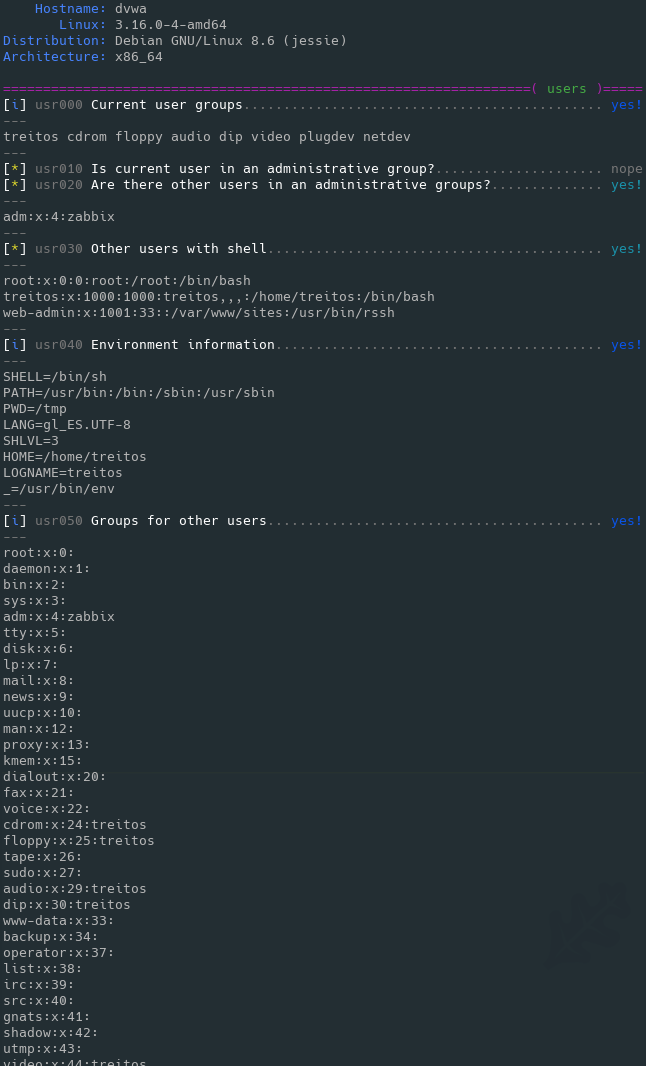 Hostname: dvwa
Linux: 3.16.0-4-amd64
Distribution: Debian GNU/Linux 8.6 (jessie)
Architecture: x86_64
==================================================================( users )=====
[i] usr000 Current user groups............................................. yes!
---
treitos cdrom floppy audio dip video plugdev netdev
---
[*] usr010 Is current user in an administrative group?..................... nope
[*] usr020 Are there other users in an administrative groups?.............. yes!
---
adm:x:4:zabbix
---
[*] usr030 Other users with shell.......................................... yes!
---
root:x:0:0:root:/root:/bin/bash
treitos:x:1000:1000:treitos,,,:/home/treitos:/bin/bash
web-admin:x:1001:33::/var/www/sites:/usr/bin/rssh
---
[i] usr040 Environment information......................................... yes!
---
SHELL=/bin/sh
PATH=/usr/bin:/bin:/sbin:/usr/sbin
PWD=/tmp
LANG=gl_ES.UTF-8
SHLVL=3
HOME=/home/treitos
LOGNAME=treitos
_=/usr/bin/env
---
[i] usr050 Groups for other users.......................................... yes!
---
root:x:0:
daemon:x:1:
bin:x:2:
sys:x:3:
adm:x:4:zabbix
tty:x:5:
disk:x:6:
lp:x:7:
mail:x:8:
news:x:9:
uucp:x:10:
man:x:12:
proxy:x:13:
kmem:x:15:
dialout:x:20:
fax:x:21:
voice:x:22:
cdrom:x:24:treitos
floppy:x:25:treitos
tape:x:26:
sudo:x:27:
audio:x:29:treitos
dip:x:30:treitos
www-data:x:33:
backup:x:34:
operator:x:37:
list:x:38:
irc:x:39:
src:x:40:
gnats:x:41:
shadow:x:42:
utmp:x:43:
video:x:44:treitos